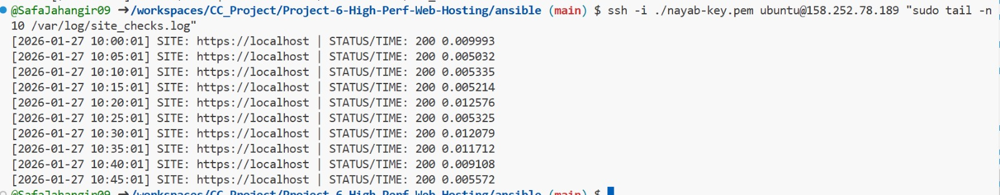 @SafaJahangir09 ➜/workspaces/CC_Project/Project-6-High-Perf-Web-Hosting/ansible (main) $ ssh -i ./nayab-key.pem ubuntu@158.252.78.189 "sudo tail -n
10 /var/log/site_checks.log"
[2026-01-27 10:00:01] SITE: https://localhost | STATUS/TIME: 200 0.009993
[2026-01-27 10:05:01] SITE: https://localhost | STATUS/TIME: 200 0.005032
[2026-01-27 10:10:01] SITE: https://localhost | STATUS/TIME: 200 0.005335
[2026-01-27 10:15:01] SITE: https://localhost | STATUS/TIME: 200 0.005214
[2026-01-27 10:20:01] SITE: https://localhost | STATUS/TIME: 200 0.012576
[2026-01-27 10:25:01] SITE: https://localhost | STATUS/TIME: 200 0.005325
[2026-01-27 10:30:01] SITE: https://localhost | STATUS/TIME: 200 0.012079
[2026-01-27 10:35:01] SITE: https://localhost | STATUS/TIME: 200 0.011712
[2026-01-27 10:40:01] SITE: https://localhost | STATUS/TIME: 200 0.009108
[2026-01-27 10:45:01] SITE: https://localhost | STATUS/TIME: 200 0.005572
@SafaJahangir09 ➜/workspaces/CC_Project/Project-6-High-Perf-Web-Hosting/ansible (main) $